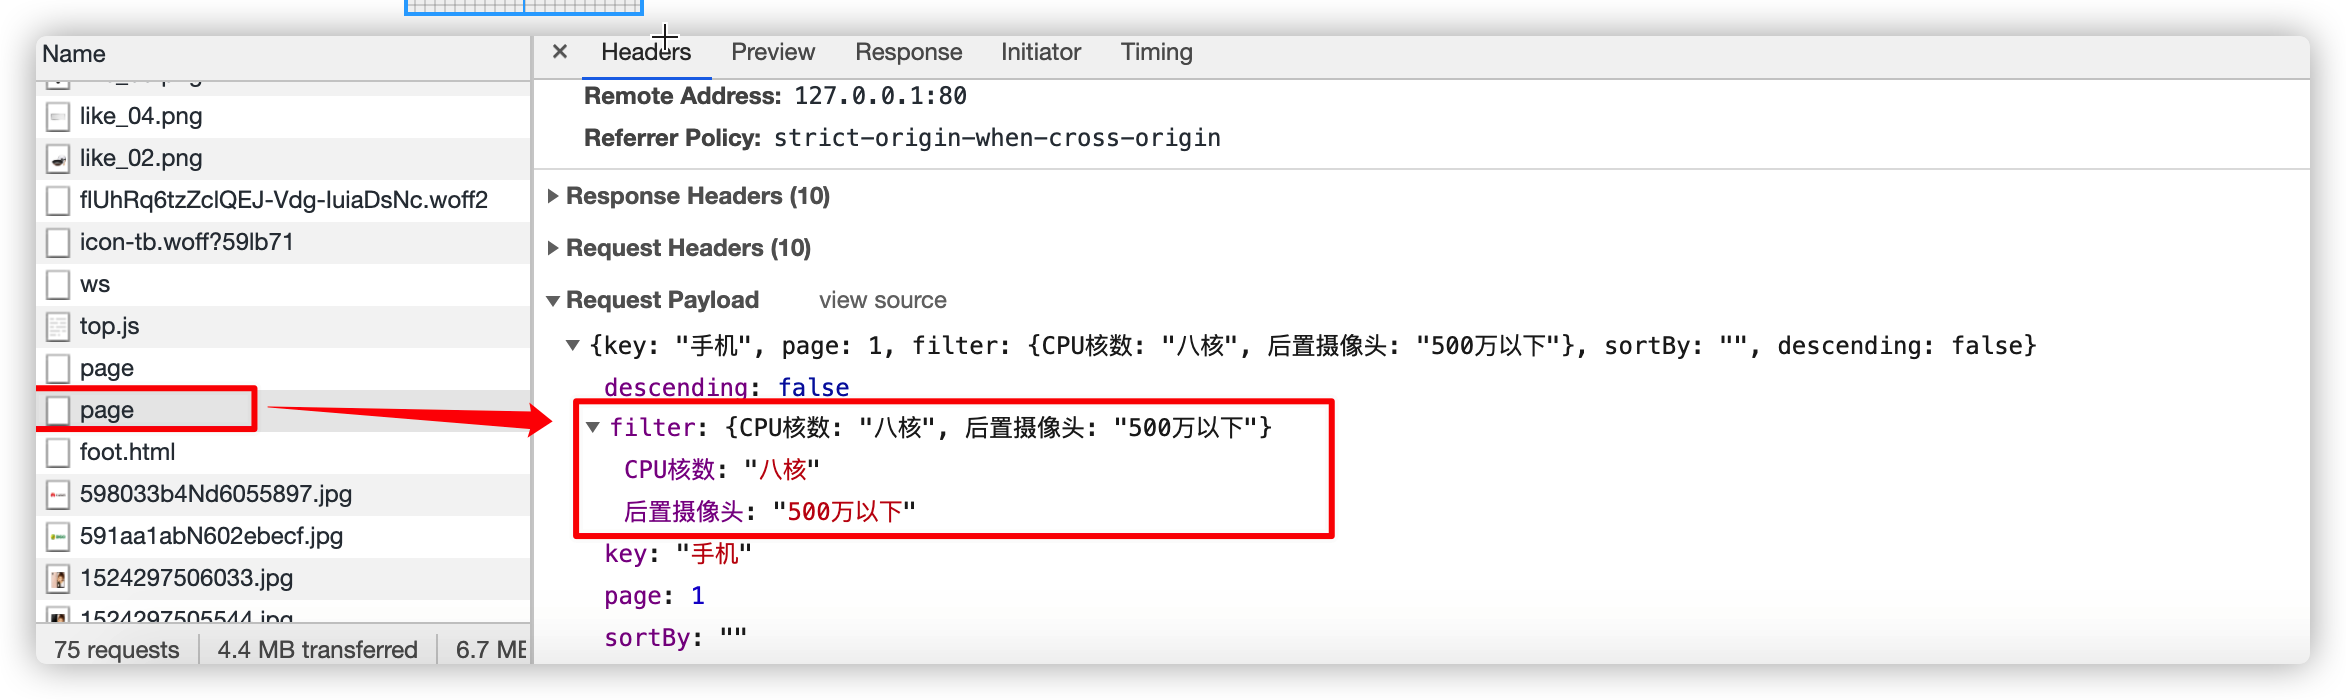 Name
like_04.png
like_02.png
flUhRq6tzZclQEJ-Vdg-IuiaDsNc.woff2
icon-tb.woff?59lb71
ws
top.js
page
page
foot.html
598033b4Nd6055897.jpg
591aa1abN602ebecf.jpg
1524297506033.jpg
1524297505544.jpg
75 requests
4.4 MB transferred
6.7 ME
× Headers Preview Response Initiator Timing
Remote Address: 127.0.0.1:80
Referrer Policy: strict-origin-when-cross-origin
Response Headers (10)
Request Headers (10)
Request Payload view source
{key: "手机", page: 1, filter: {CPU核数: "八核", 后置摄像头: "500万以下"}, sortBy: "", descending: false}
descending: false
filter: {CPU核数: "八核", 后置摄像头: "500万以下"}
CPU核数: "八核"
后置摄像头: "500万以下"
key: "手机"
page: 1
sortBy: ""